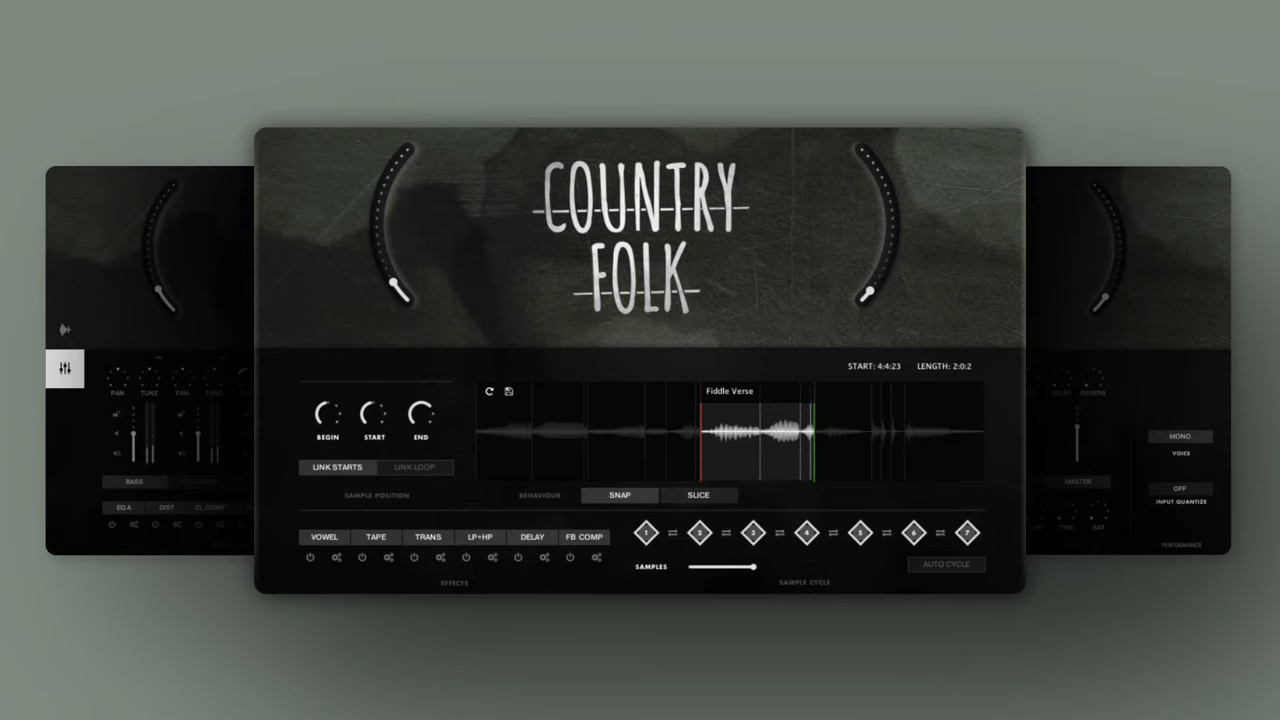 COUNTRY
FOLK
START: 4:4:23 LENGTH: 2:0:2
Fiddle Verse
BEGIN START END
LINK STARTS LINK LOOP
SAMPLE POSITION
BEHAVIOUR SNAP SLICE
VOWEL TAPE TRANS LP+HP DELAY FB COMP
EFFECTS
1 2 3 4 5 6 7
SAMPLES
AUTO CYCLE
SAMPLE CYCLE
PAN TUNE PAN TUNE
BASS
EQ A DIST CL COMP
DELAY REVERB
MASTER
TIME SAT
MONO
VOICE
OFF
INPUT QUANTIZE
PERFORMANCE